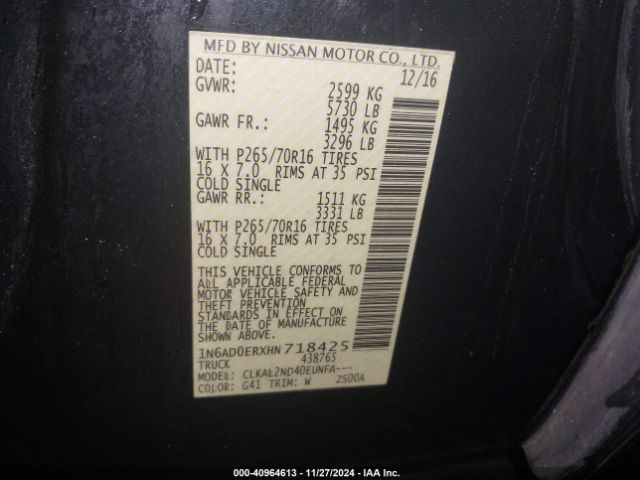 MFD BY NISSAN MOTOR CO., LTD.
DATE: 12/16
GVWR: 2599 KG
5730 LB
GAWR FR.: 1495 KG
3296 LB
WITH P265/70R16 TIRES
16 X 7.0 RIMS AT 35 PSI
COLD SINGLE
GAWR RR.: 1511 KG
3331 LB
WITH P265/70R16 TIRES
16 X 7.0 RIMS AT 35 PSI
COLD SINGLE
THIS VEHICLE CONFORMS TO
ALL APPLICABLE FEDERAL
MOTOR VEHICLE SAFETY AND
THEFT PREVENTION
STANDARDS IN EFFECT ON
THE DATE OF MANUFACTURE
SHOWN ABOVE.
1N6AD0ERXHN718425
TRUCK 438765
MODEL: CLKAL2ND40EUNFA---
COLOR: G41 TRIM: W ZS00A
000-40964613 - 11/27/2024 - IAA Inc.